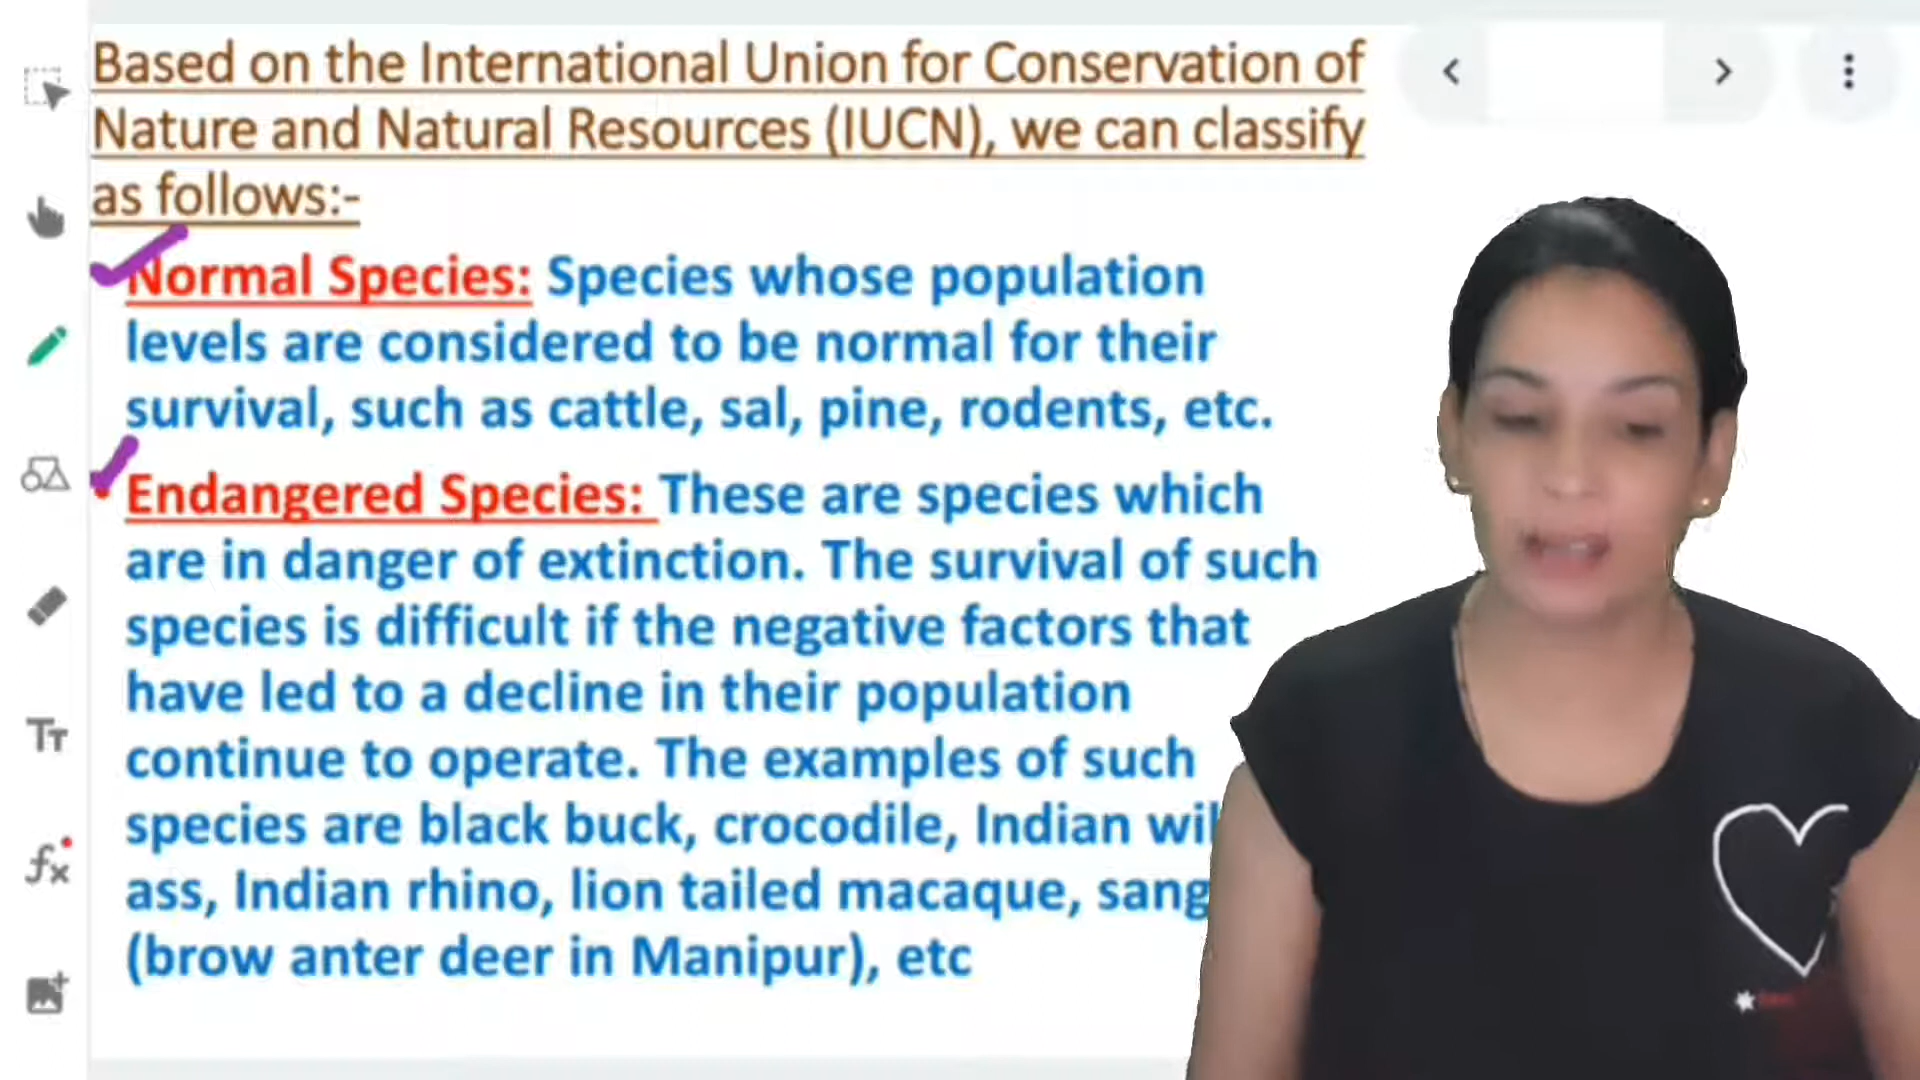 Based on the International Union for Conservation of
Nature and Natural Resources (IUCN), we can classify
as follows:-
Normal Species: Species whose population
levels are considered to be normal for their
survival, such as cattle, sal, pine, rodents, etc.
Endangered Species: These are species which
are in danger of extinction. The survival of such
species is difficult if the negative factors that
have led to a decline in their population
continue to operate. The examples of such
species are black buck, crocodile, Indian
ass, Indian rhino, lion tailed macaque,
(brow anter deer in Manipur), etc
Tт
fx